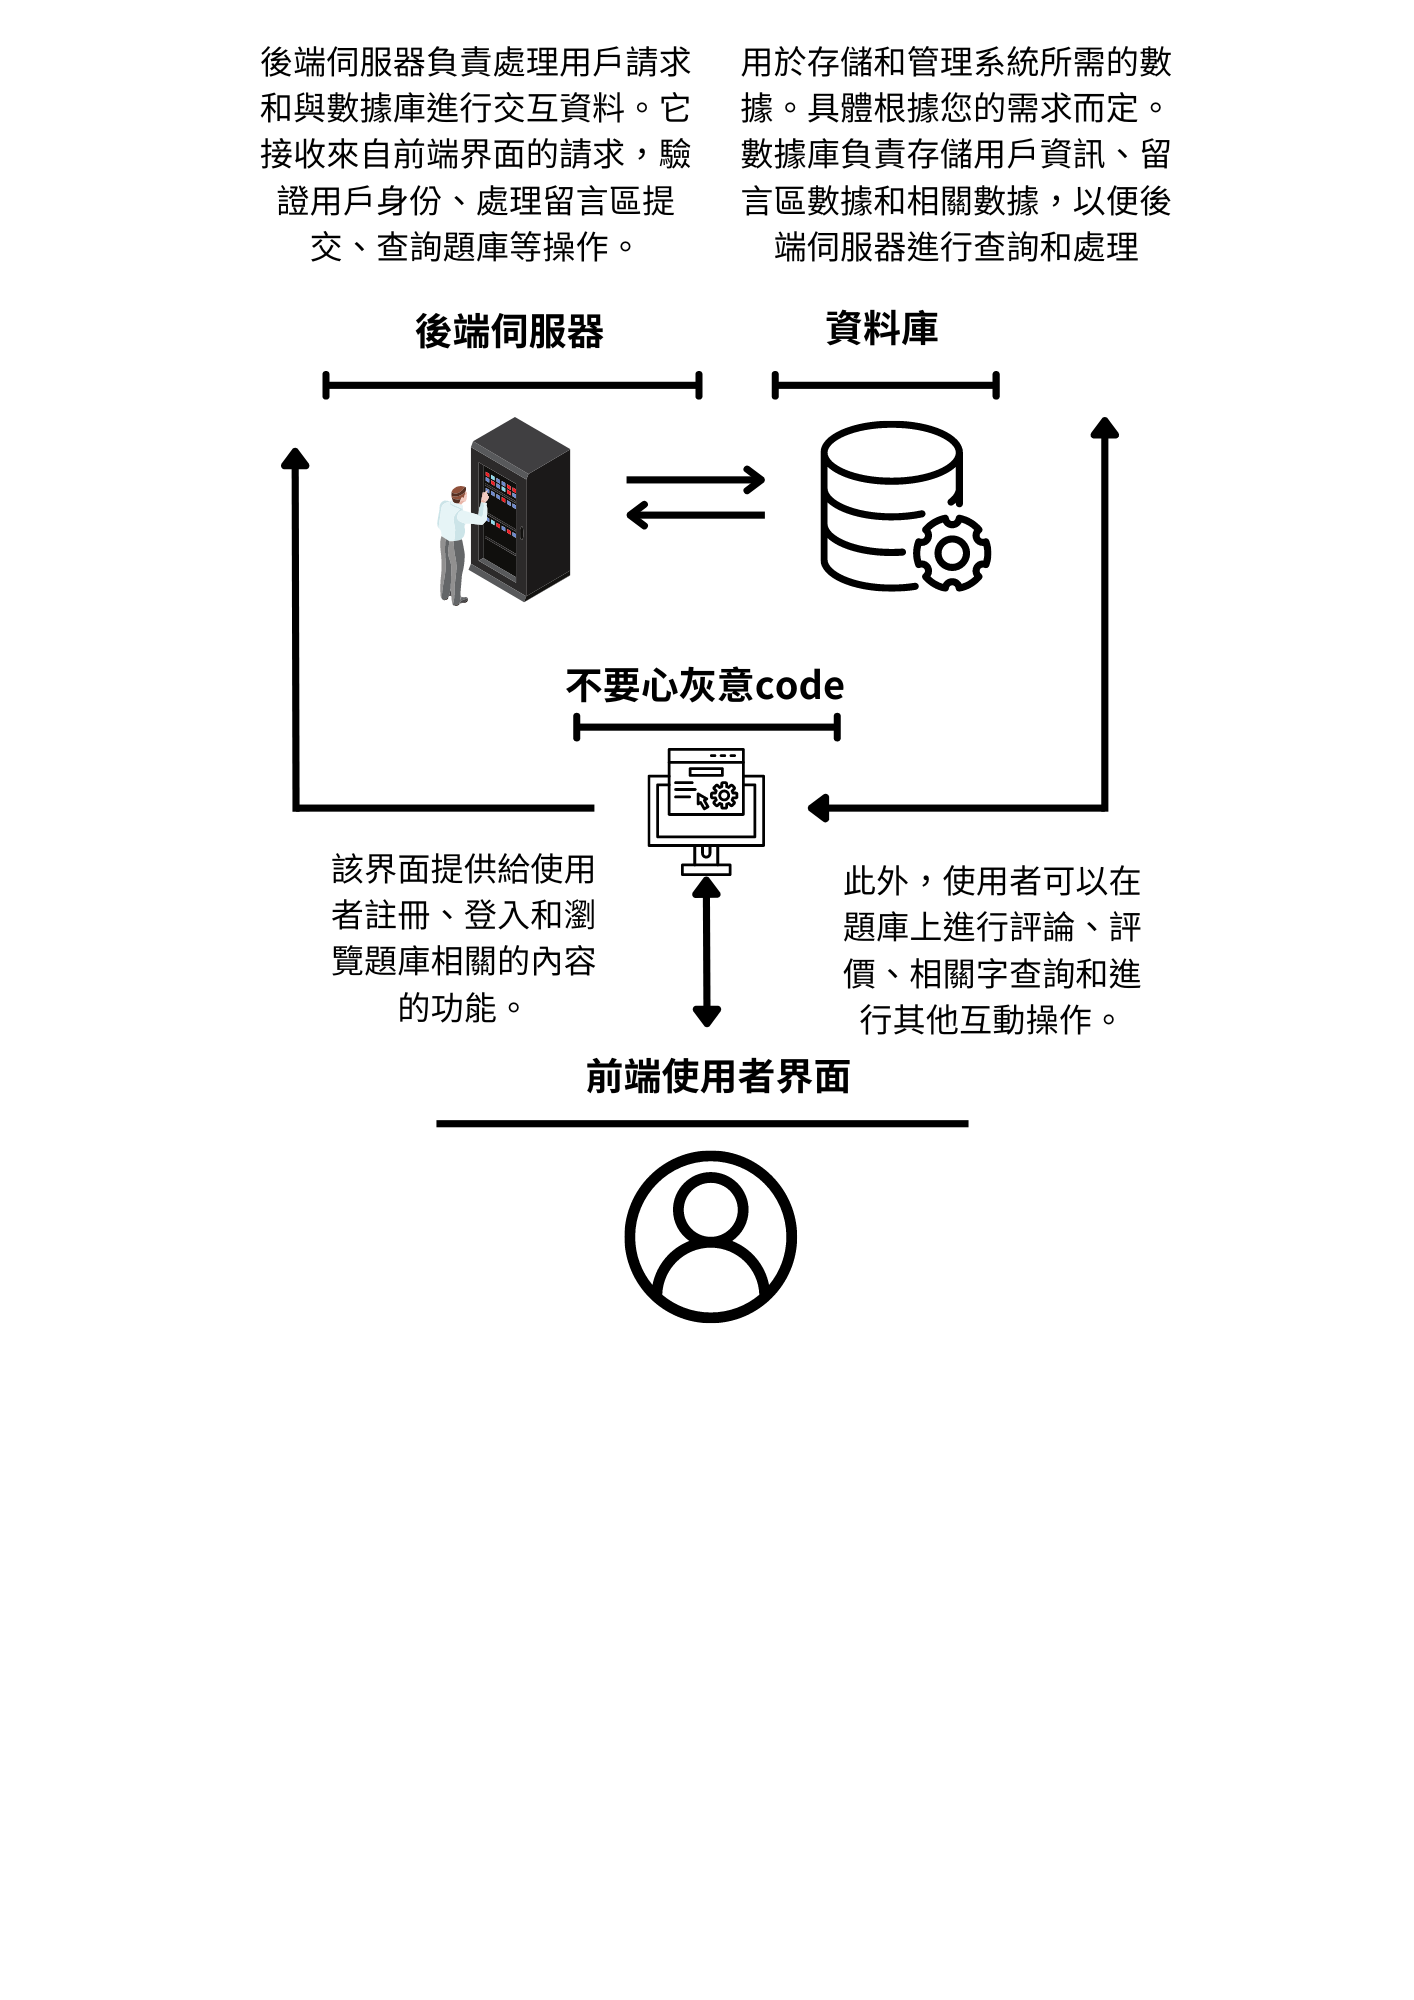 後端伺服器負責處理用戶請求
和與數據庫進行交互資料。它
接收來自前端界面的請求，驗
證用戶身份、處理留言區提
交、查詢題庫等操作。
用於存儲和管理系統所需的數
據。具體根據您的需求而定。
數據庫負責存儲用戶資訊、留
言區數據和相關數據，以便後
端伺服器進行查詢和處理
後端伺服器
資料庫
不要心灰意code
該界面提供給使用
者註冊、登入和瀏
覽題庫相關的內容
的功能。
此外，使用者可以在
題庫上進行評論、評
價、相關字查詢和進
行其他互動操作。
前端使用者界面